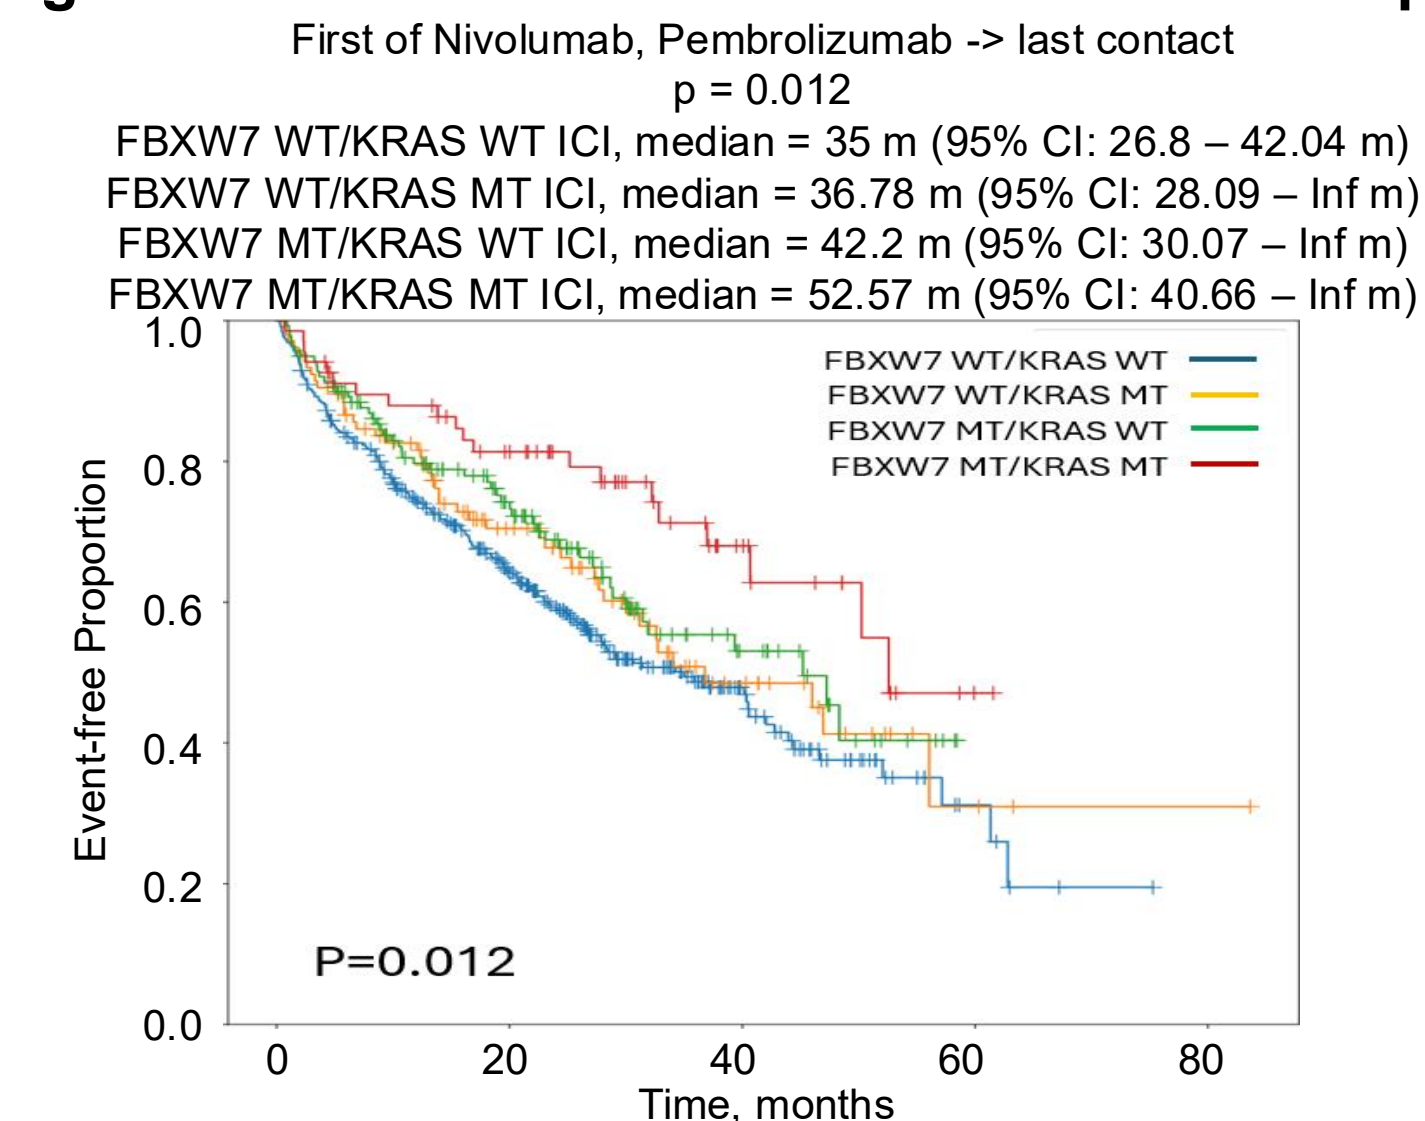 First of Nivolumab, Pembrolizumab -> last contact
p = 0.012
FBXW7 WT/KRAS WT ICI, median = 35 m (95% CI: 26.8 – 42.04 m)
FBXW7 WT/KRAS MT ICI, median = 36.78 m (95% CI: 28.09 – Inf m)
FBXW7 MT/KRAS WT ICI, median = 42.2 m (95% CI: 30.07 – Inf m)
FBXW7 MT/KRAS MT ICI, median = 52.57 m (95% CI: 40.66 – Inf m)
1.0
FBXW7 WT/KRAS WT
FBXW7 WT/KRAS MT
FBXW7 MT/KRAS WT
FBXW7 MT/KRAS MT
0.8
0.6
0.4
0.2
0.0
Event-free Proportion
P=0.012
0 20 40 60 80
Time, months